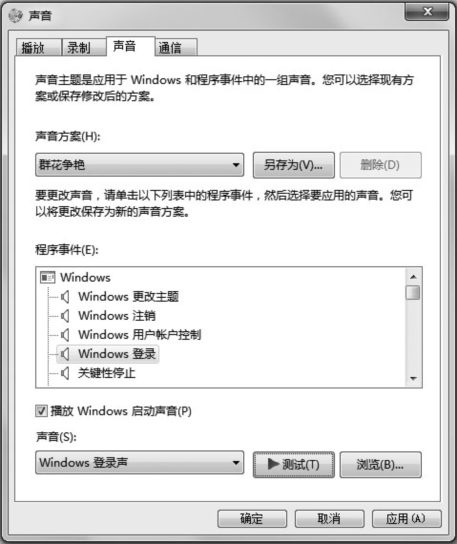 声音
播放 录制 声音 通信
声音主题是应用于 Windows 和程序事件中的一组声音。您可以选择现有方
案或保存修改后的方案。
声音方案(H):
群花争艳 另存为(V)... 删除(D)
要更改声音，请单击以下列表中的程序事件，然后选择要应用的声音。您可
以将更改保存为新的声音方案。
程序事件(E):
Windows
Windows 更改主题
Windows 注销
Windows 用户帐户控制
Windows 登录
关键性停止
播放 Windows 启动声音(P)
声音(S):
Windows 登录声 测试(T) 浏览(B)...
确定 取消 应用(A)